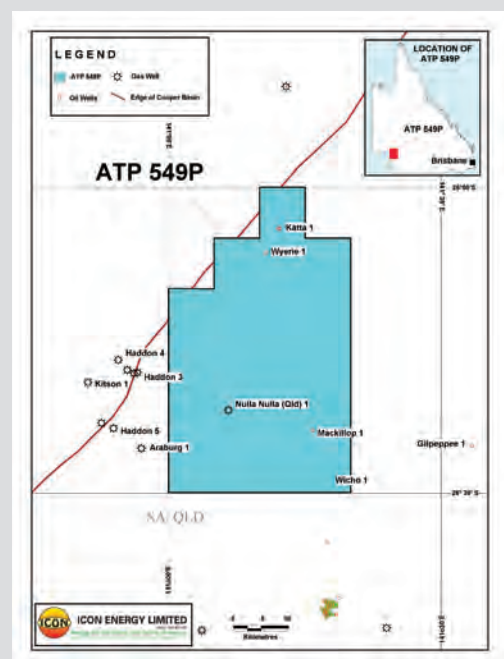 LEGEND
ATP 549P
Gas Well
Oil Wells
Edge of Cooper Basin
LOCATION OF
ATP 549P
ATP 549P
Brisbane
ATP 549P
Katta 1
Wyerie 1
Haddon 4
Haddon 3
Kitson 1
Nulla Nulla (Qld) 1
Haddon 5
Mackillop 1
Gilpeppee 1
Araburg 1
Wicho 1
SA/QLD
ICON
ICON ENERGY LIMITED
Kilometres